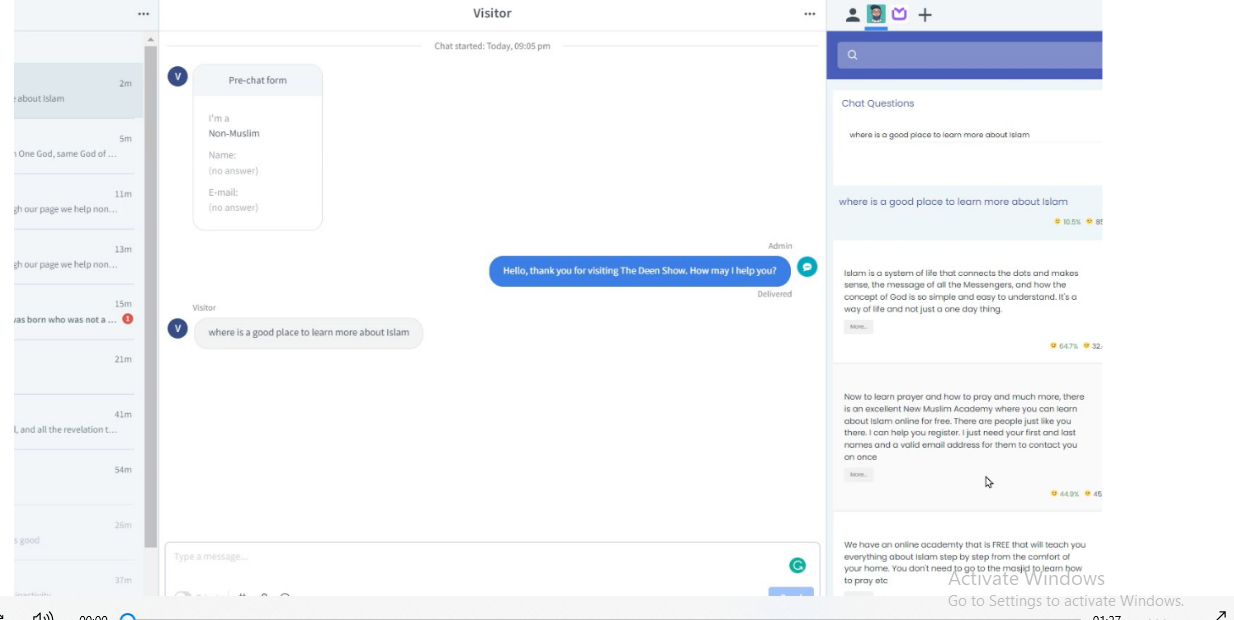 Visitor
Chat started: Today, 09:05 pm
2m
about Islam
5m
One God, same God of ...
11m
gh our page we help non...
13m
gh our page we help non...
15m
was born who was not a ...
1
21m
41m
l, and all the revelation t...
54m
26m
s good
37m
V
Pre-chat form
I'm a
Non-Muslim
Name:
(no answer)
E-mail:
(no answer)
Admin
Hello, thank you for visiting The Deen Show. How may I help you?
Delivered
Visitor
V
where is a good place to learn more about Islam
Type a message...
Chat Questions
where is a good place to learn more about Islam
where is a good place to learn more about Islam
10.5% 85
Islam is a system of life that connects the dots and makes
sense, the message of all the Messengers, and how the
concept of God is so simple and easy to understand. It's a
way of life and not just a one day thing.
More...
64.7% 32.
Now to learn prayer and how to pray and much more, there
is an excellent New Muslim Academy where you can learn
about Islam online for free. There are people just like you
there. I can help you register. I just need your first and last
names and a valid email address for them to contact you
on once
More...
44.9% 45
We have an online academty that is FREE that will teach you
everything about Islam step by step from the comfort of
your home. You don't need to go to the masjid to learn how
to pray etc
Activate Windows
Go to Settings to activate Windows.
00:00
01:27